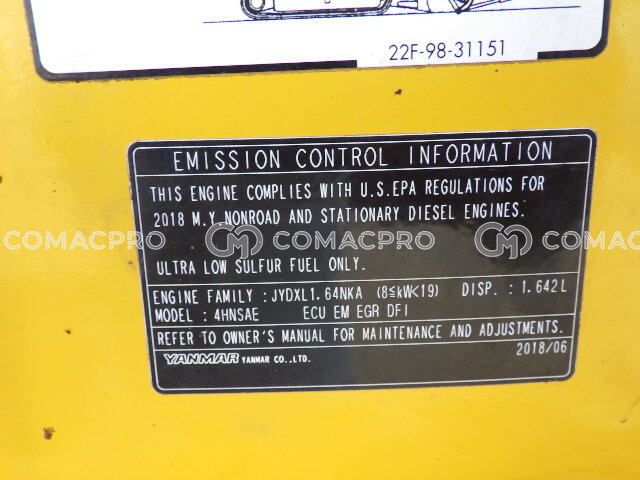 22F-98-31151
EMISSION CONTROL INFORMATION
THIS ENGINE COMPLIES WITH U.S.EPA REGULATIONS FOR
2018 M.Y.NONROAD AND STATIONARY DIESEL ENGINES.
COMACPRO COMACPRO COMACPRO
ULTRA LOW SULFUR FUEL ONLY.
ENGINE FAMILY : JYDXL1.64NKA (8≦kW<19) DISP. : 1.642L
MODEL : 4HNSAE ECU EM EGR DFI
REFER TO OWNER'S MANUAL FOR MAINTENANCE AND ADJUSTMENTS.
YANMAR YANMAR CO.,LTD. 2018/06